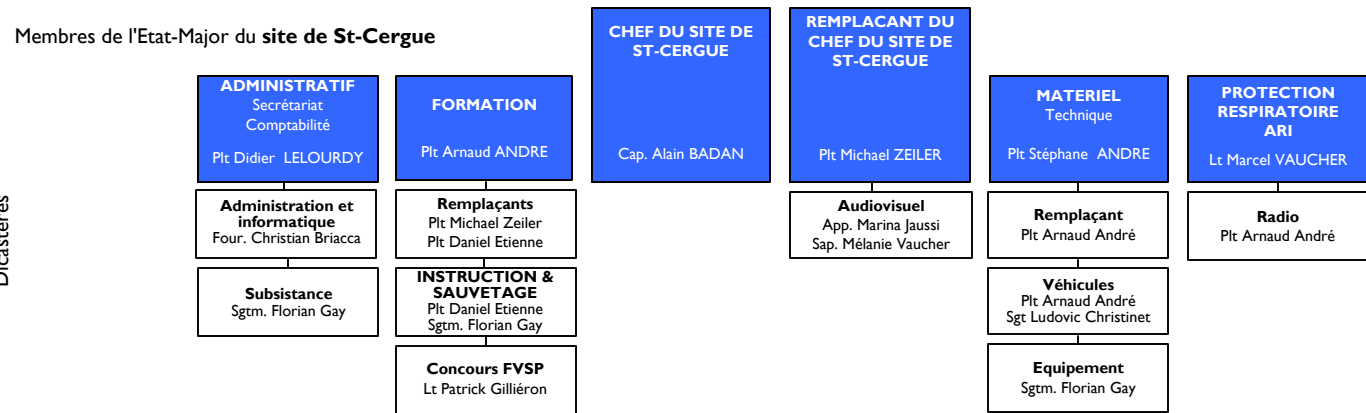 Membres de l'Etat-Major du site de St-Cergue
CHEF DU SITE DE
ST-CERGUE
Cap. Alain BADAN
REMPLACANT DU
CHEF DU SITE DE
ST-CERGUE
Plt Michael ZEILER
ADMINISTRATIF
Secrétariat
Comptabilité
Plt Didier LELOURDY
FORMATION
Plt Arnaud ANDRE
MATERIEL
Technique
Plt Stéphane ANDRE
PROTECTION
RESPIRATOIRE
ARI
Lt Marcel VAUCHER
Dicastères
Administration et
informatique
Four. Christian Briacca
Remplaçants
Plt Michael Zeiler
Plt Daniel Etienne
Audiovisuel
App. Marina Jaussi
Sap. Mélanie Vaucher
Remplaçant
Plt Arnaud André
Radio
Plt Arnaud André
Subsistance
Sgtm. Florian Gay
INSTRUCTION &
SAUVETAGE
Plt Daniel Etienne
Sgtm. Florian Gay
Véhicules
Plt Arnaud André
Sgt Ludovic Christinet
Concours FVSP
Lt Patrick Gilliéron
Equipement
Sgtm. Florian Gay